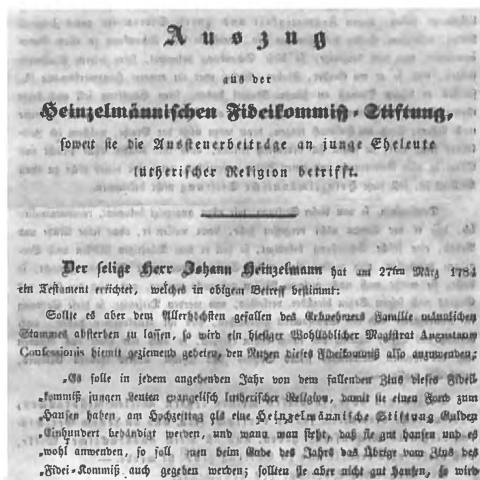 Auszug
aus der
Heinzelmännischen Fideikommiß-Stiftung,
soweit sie die Aussteuerbeiträge an junge Eheleute
lutherischer Religion betrifft.
Der selige Herr Johann Heinzelmann hat am 27ten März 1784
ein Testament errichtet, welches in obigem Betreff bestimmt:
Sollte es aber dem Allerhöchsten gefallen des Erbnehmers Familie männlichen
Stammes absterben zu lassen, so wird ein hiesiger Wohllöblicher Magistrat Augustanae
Confessionis hiemit geziemend gebeten, den Nutzen dieses Fideikommiß also anzuwenden;
„Es solle in jedem angehenden Jahr von dem fallenden Zins dieses Fideik
„kommiß jungen Leuten evangelisch lutherischer Religion, damit sie einen Fond zum
„Hausen haben, am Hochzeittag als eine Heinzelmännische Stiftung Gulden
„Einhundert behändigt werden, und wann man sieht, daß sie gut hausen und es
„wohl anwenden, so soll beim Ende des Jahrs das Übrige vom Zins des
„Fidei-Kommiß auch gegeben werden; sollten sie aber nicht gut hausen, so wird